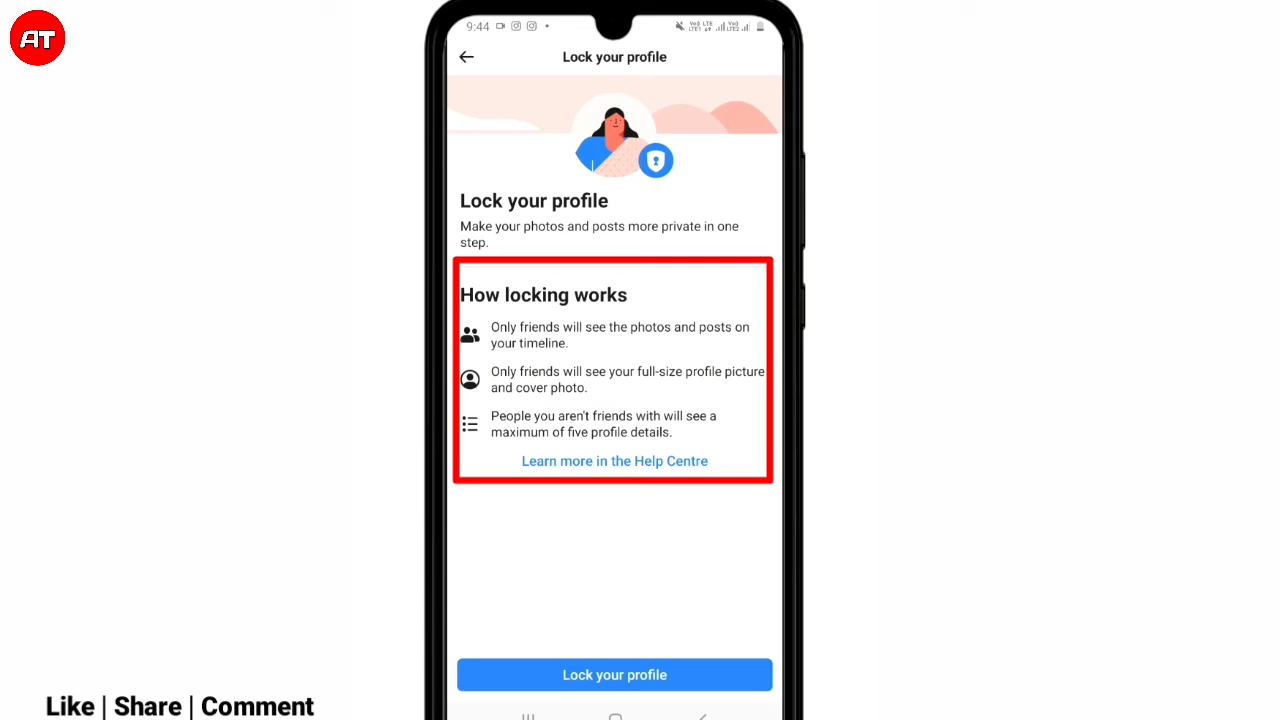 AT
9:44
Lock your profile
Lock your profile
Make your photos and posts more private in one
step.
How locking works
Only friends will see the photos and posts on
your timeline.
Only friends will see your full-size profile picture
and cover photo.
People you aren't friends with will see a
maximum of five profile details.
Learn more in the Help Centre
Lock your profile
Like | Share | Comment